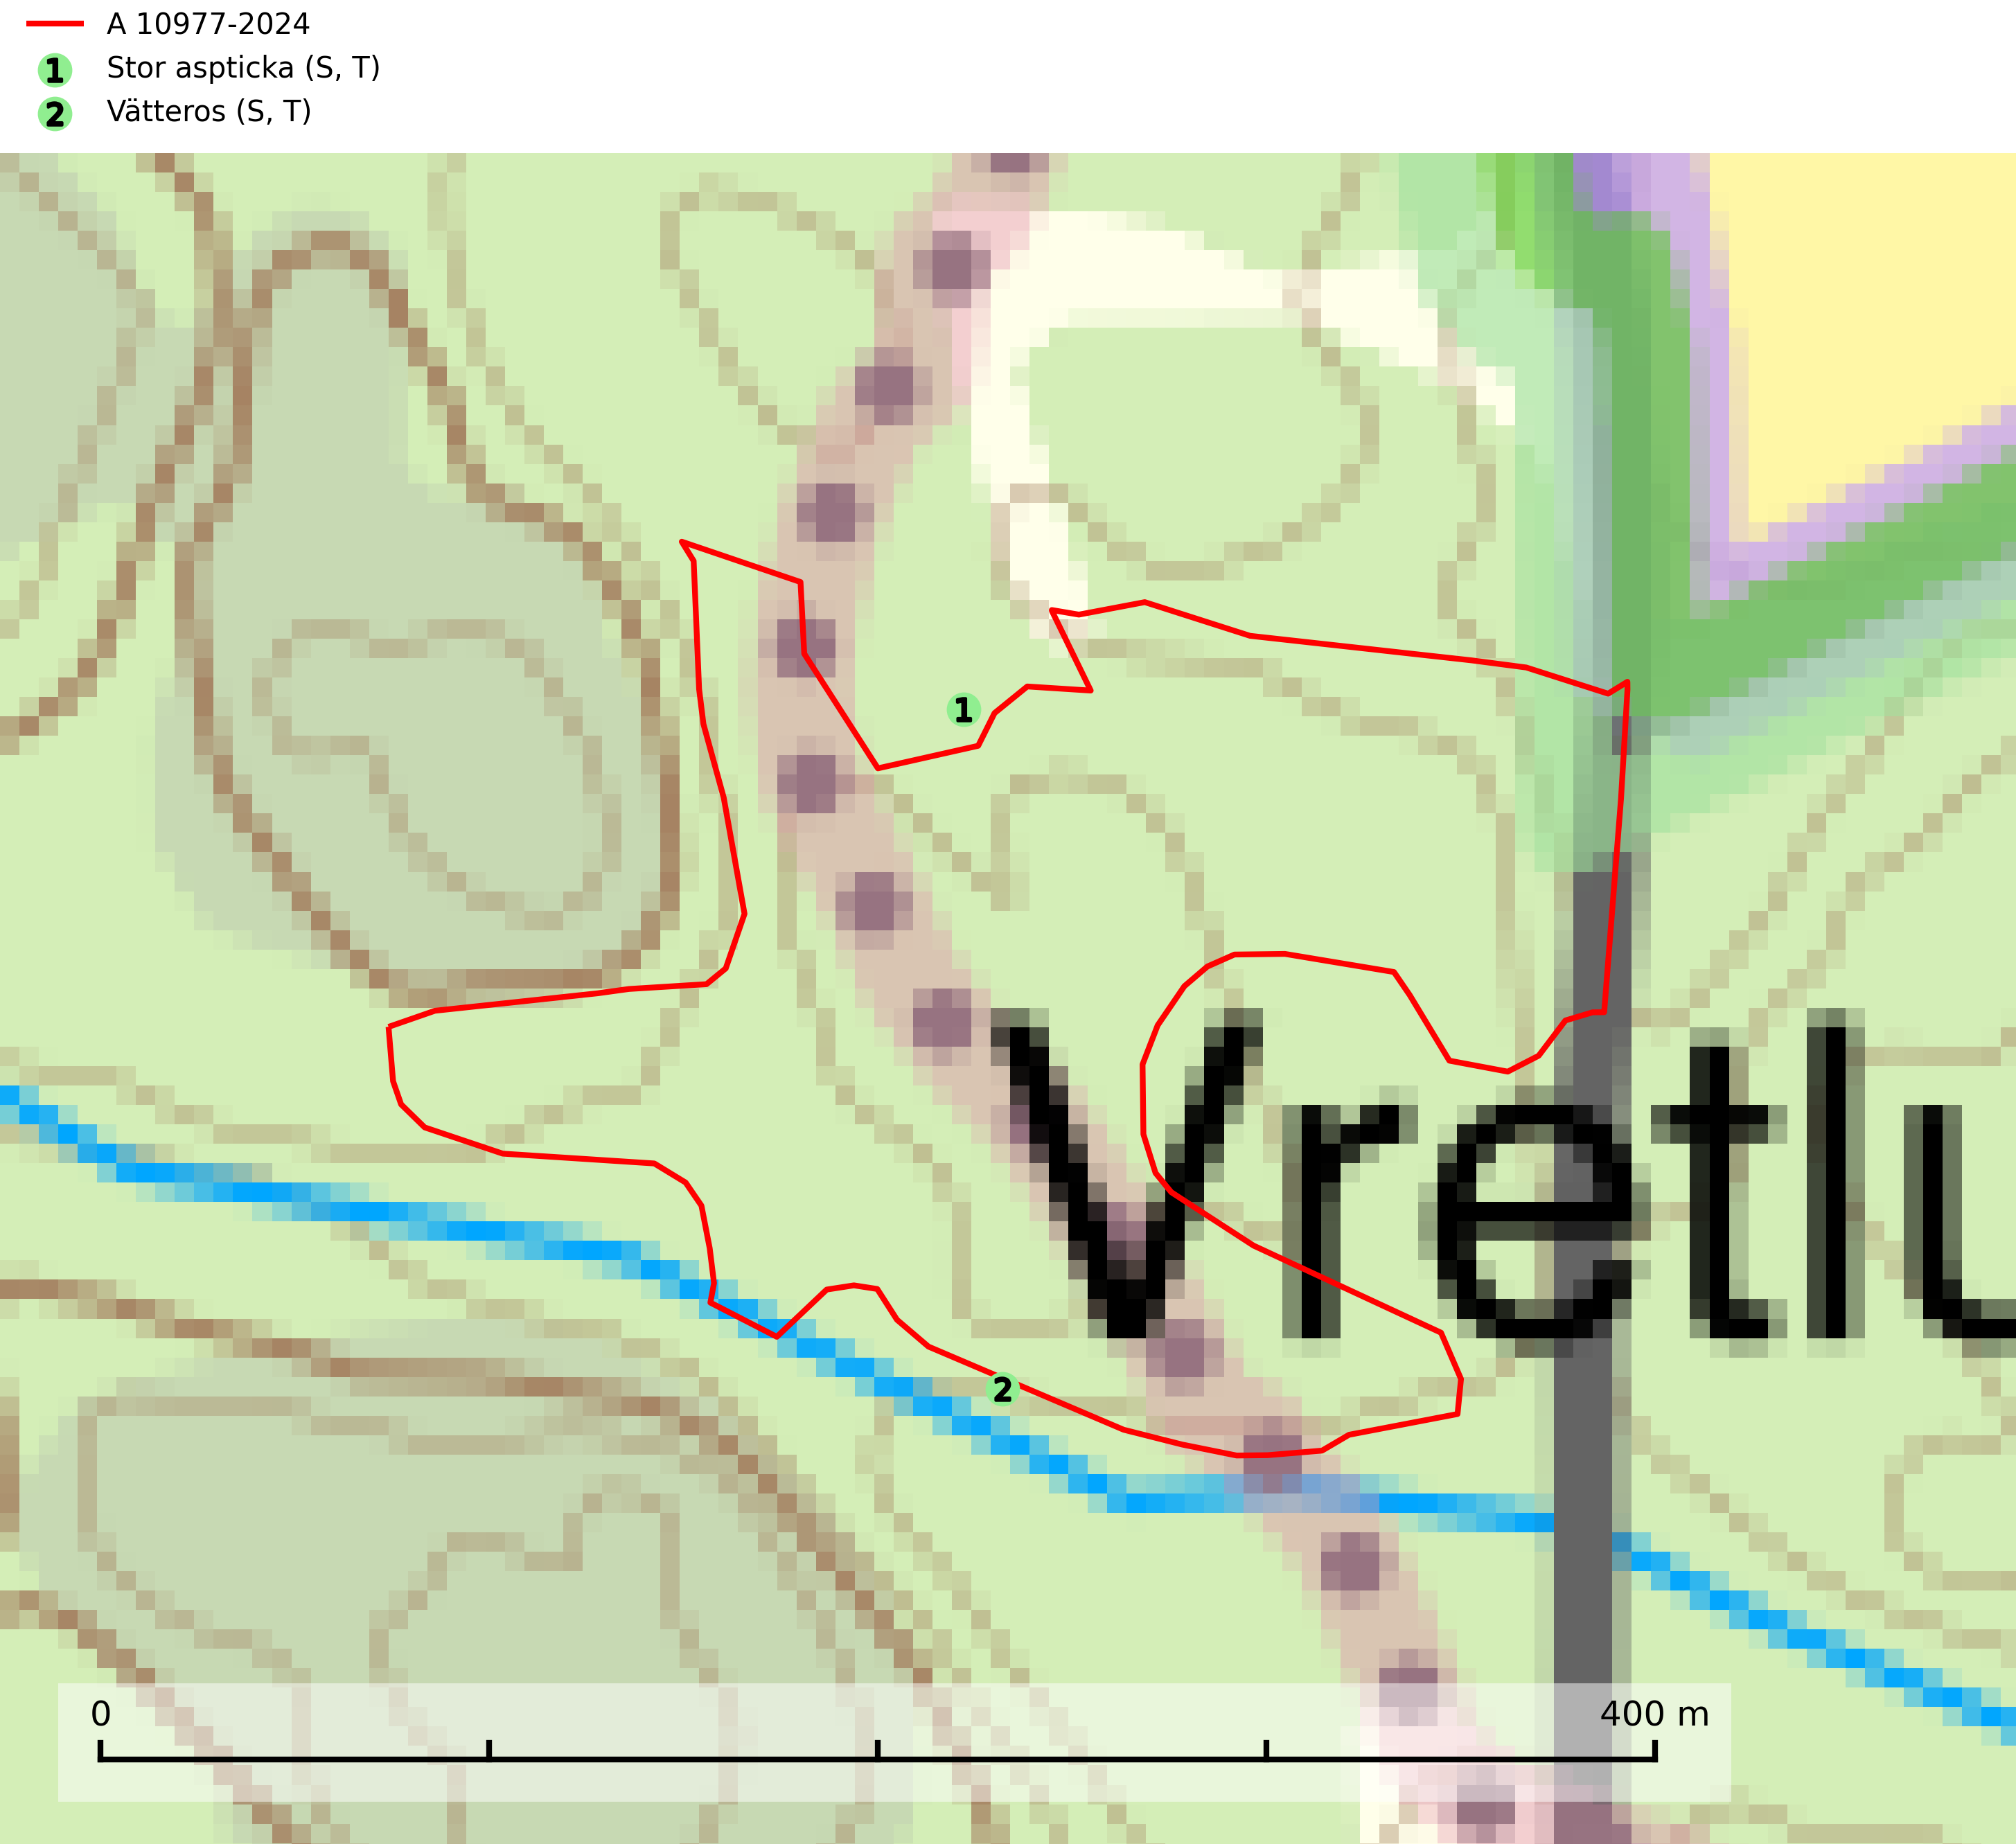 A 10977-2024
1 Stor aspticka (S, T)
2 Vätteros (S, T)
1
Vretlu
2
0 400 m